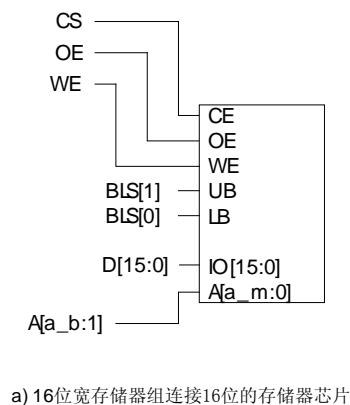 CS
OE
WE
CE
OE
WE
BLS[1] UB
BLS[0] LB
D[15:0] IO[15:0]
A[a_m:0]
A[a_b:1]
a) 16位宽存储器组连接16位的存储器芯片